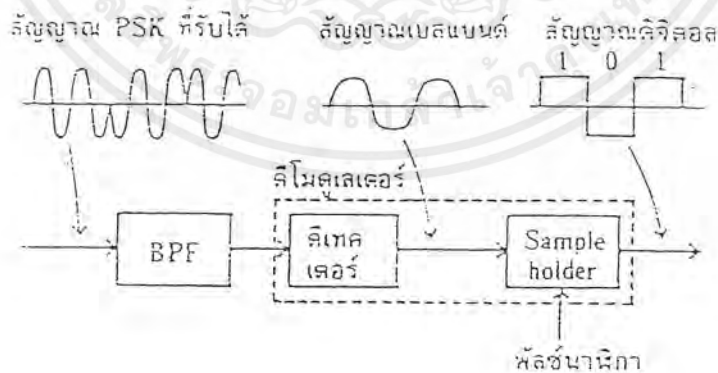 สัญญาณ PSK ที่รับได้
สัญญาณเบสแบนด์
สัญญาณดิจิตอล
1 0 1
ดีโมดูเลเตอร์
BPF
ดีเทค
เตอร์
Sample
holder
พัลซ์นาฬิกา